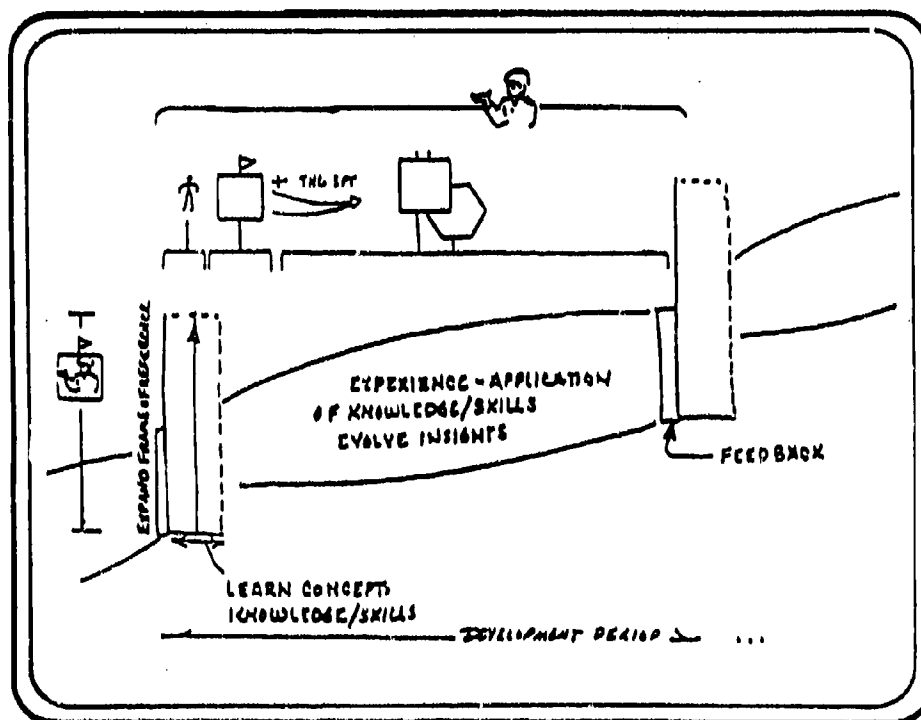 + TNG SPT
EXPAND FRAME OF REFERENCE
EXPERIENCE - APPLICATION
OF KNOWLEDGE/SKILLS
EVOLVE INSIGHTS
FEEDBACK
LEARN CONCEPTS
KNOWLEDGE/SKILLS
DEVELOPMENT PERIOD ...